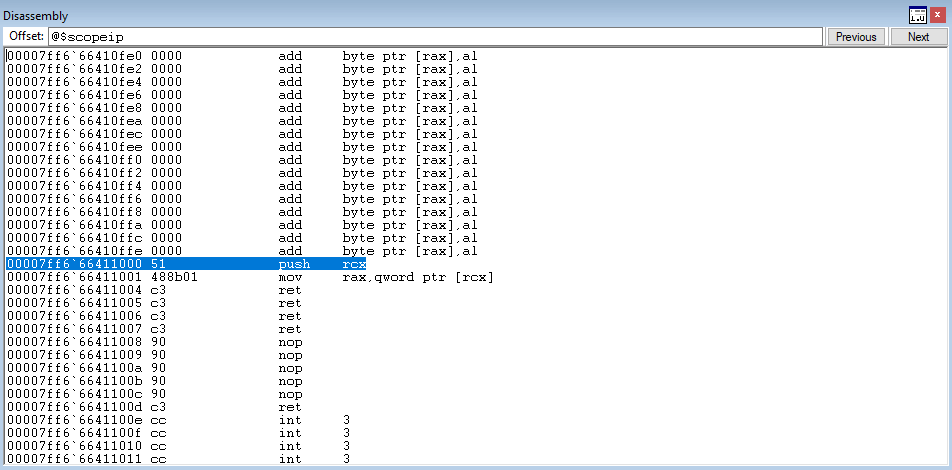 Disassembly
Offset: @$scopeip Previous Next
00007ff6`66410fe0 0000 add byte ptr [rax],al
00007ff6`66410fe2 0000 add byte ptr [rax],al
00007ff6`66410fe4 0000 add byte ptr [rax],al
00007ff6`66410fe6 0000 add byte ptr [rax],al
00007ff6`66410fe8 0000 add byte ptr [rax],al
00007ff6`66410fea 0000 add byte ptr [rax],al
00007ff6`66410fec 0000 add byte ptr [rax],al
00007ff6`66410fee 0000 add byte ptr [rax],al
00007ff6`66410ff0 0000 add byte ptr [rax],al
00007ff6`66410ff2 0000 add byte ptr [rax],al
00007ff6`66410ff4 0000 add byte ptr [rax],al
00007ff6`66410ff6 0000 add byte ptr [rax],al
00007ff6`66410ff8 0000 add byte ptr [rax],al
00007ff6`66410ffa 0000 add byte ptr [rax],al
00007ff6`66410ffc 0000 add byte ptr [rax],al
00007ff6`66410ffe 0000 add byte ptr [rax],al
00007ff6`66411000 51 push rcx
00007ff6`66411001 488b01 mov rax,qword ptr [rcx]
00007ff6`66411004 c3 ret
00007ff6`66411005 c3 ret
00007ff6`66411006 c3 ret
00007ff6`66411007 c3 ret
00007ff6`66411008 90 nop
00007ff6`66411009 90 nop
00007ff6`6641100a 90 nop
00007ff6`6641100b 90 nop
00007ff6`6641100c 90 nop
00007ff6`6641100d c3 ret
00007ff6`6641100e cc int 3
00007ff6`6641100f cc int 3
00007ff6`66411010 cc int 3
00007ff6`66411011 cc int 3